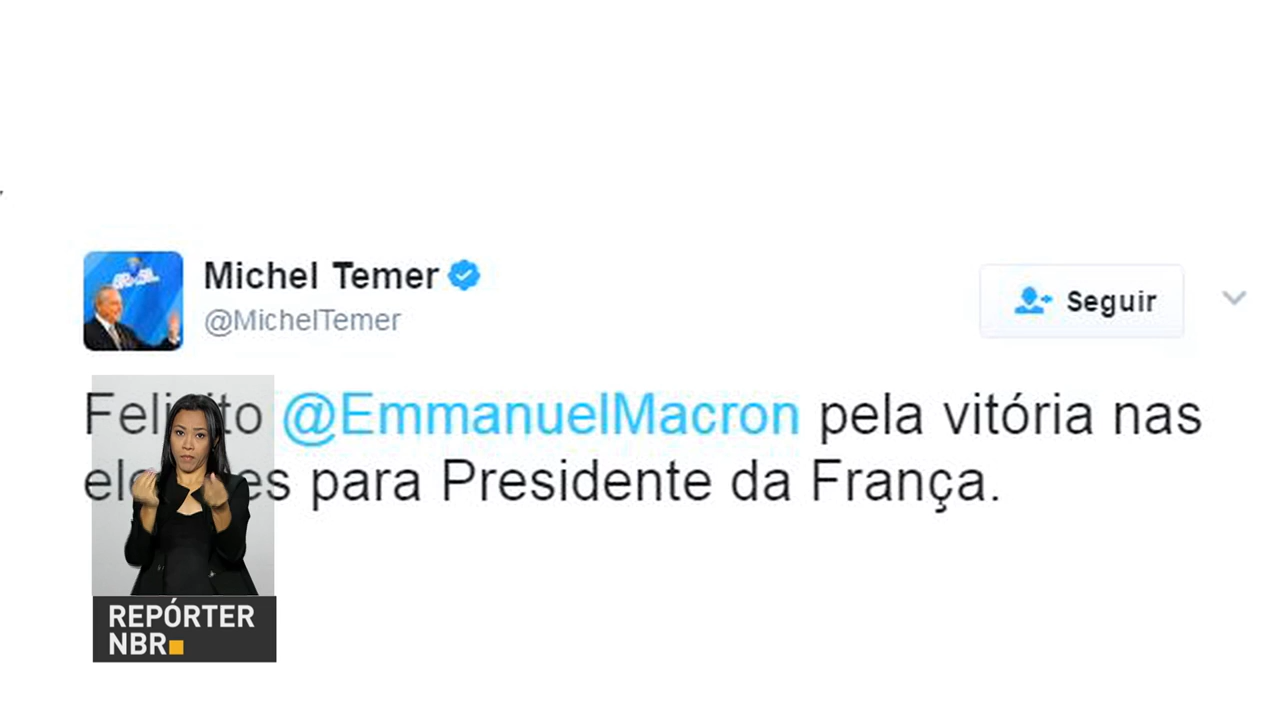 Michel Temer
@MichelTemer
Seguir
@EmmanuelMacron pela vitória nas
para Presidente da França.
REPÓRTER
NBR